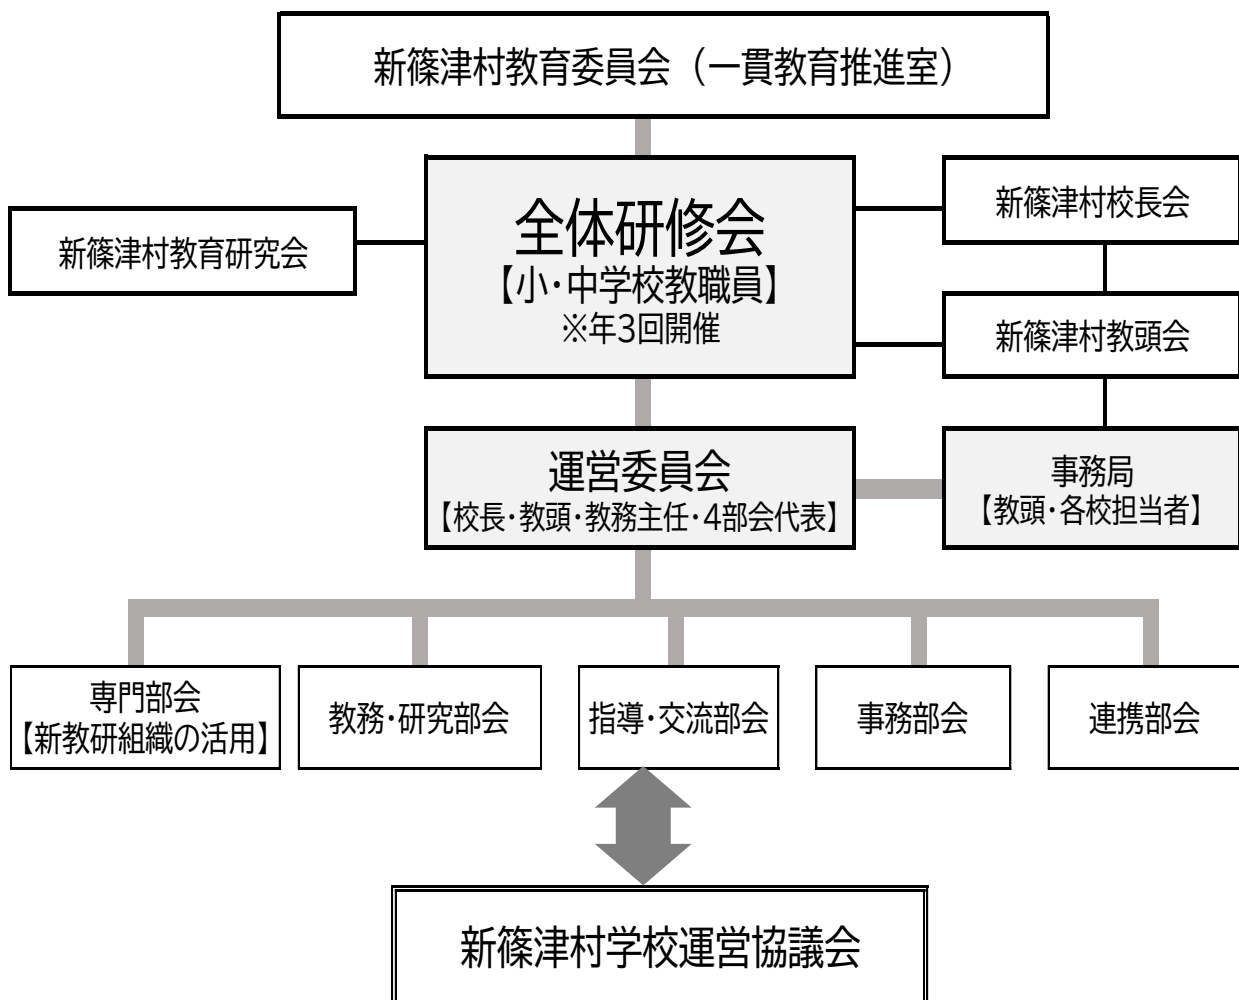 新篠津村教育委員会（一貫教育推進室）
全体研修会
【小・中学校教職員】
※年3回開催
新篠津村校長会
新篠津村教育研究会
新篠津村教頭会
運営委員会
【校長・教頭・教務主任・4部会代表】
事務局
【教頭・各校担当者】
専門部会
【新教研組織の活用】
教務・研究部会
指導・交流部会
事務部会
連携部会
新篠津村学校運営協議会